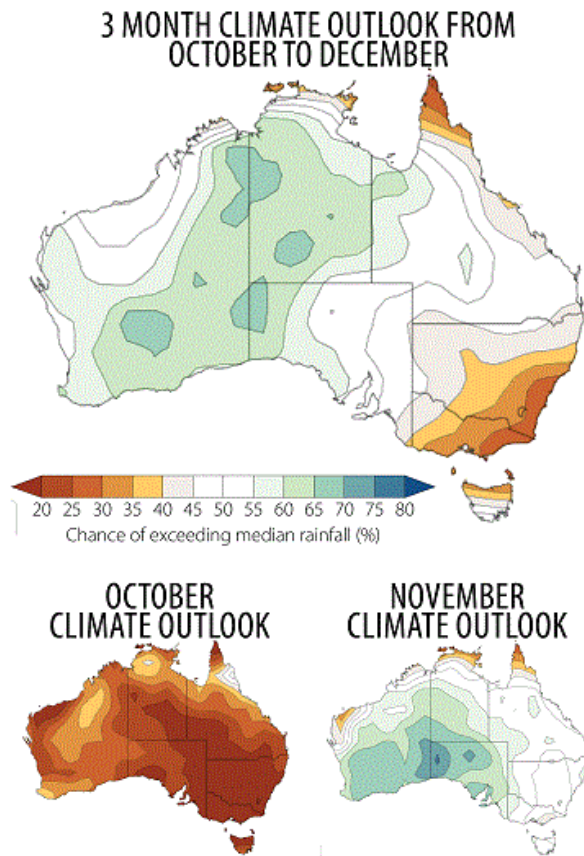 3 MONTH CLIMATE OUTLOOK FROM
OCTOBER TO DECEMBER
20 25 30 35 40 45 50 55 60 65 70 75 80
Chance of exceeding median rainfall (%)
OCTOBER
CLIMATE OUTLOOK
NOVEMBER
CLIMATE OUTLOOK